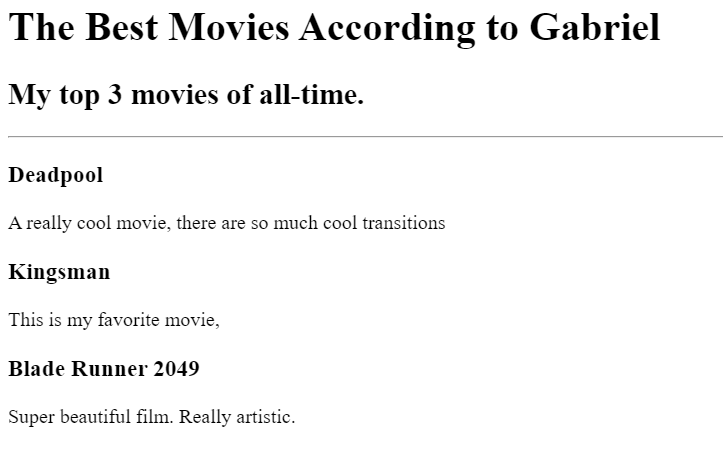 The Best Movies According to Gabriel
My top 3 movies of all-time.
Deadpool
A really cool movie, there are so much cool transitions
Kingsman
This is my favorite movie,
Blade Runner 2049
Super beautiful film. Really artistic.